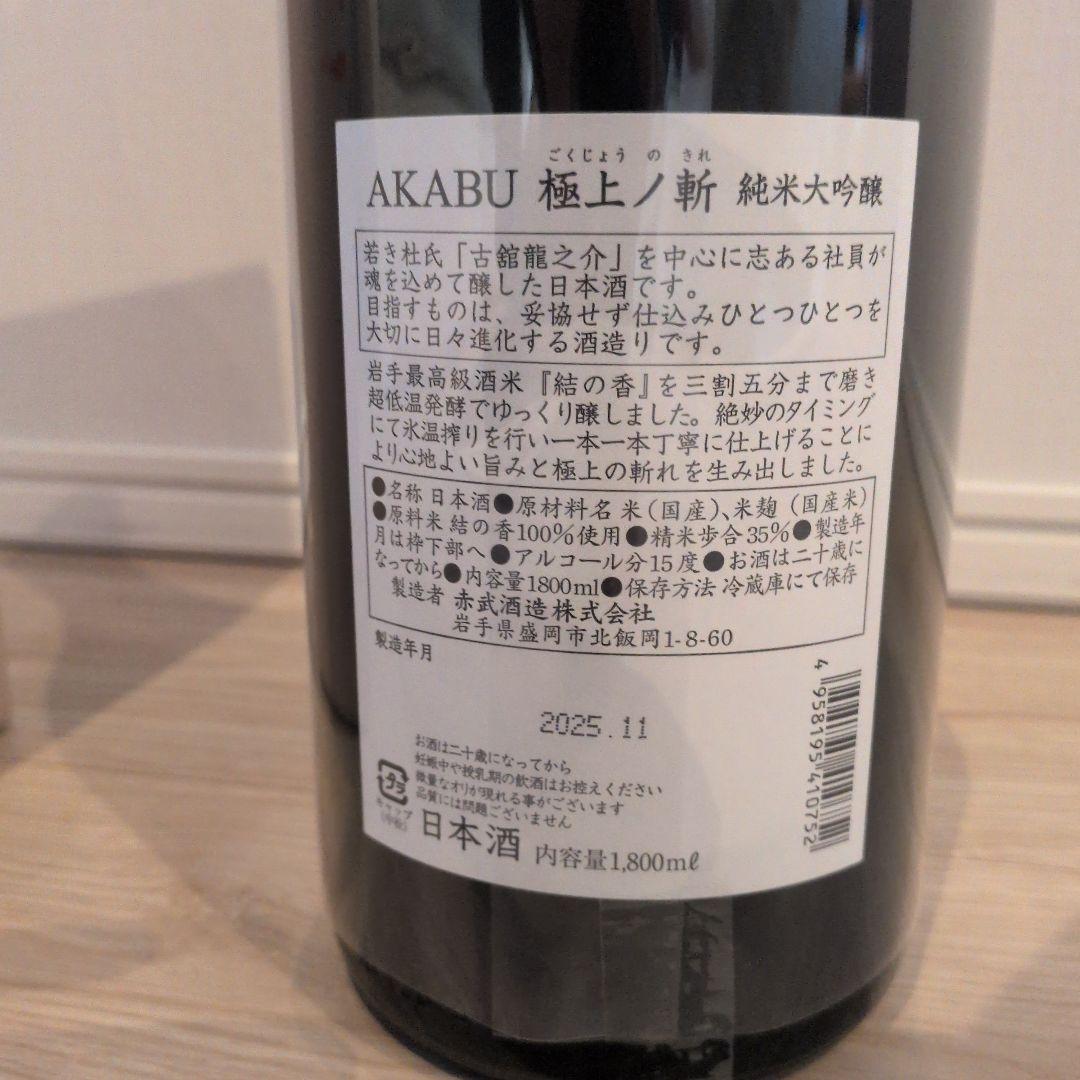 ごくじょう の きれ
AKABU 極上ノ斬 純米大吟醸
若き杜氏「古舘龍之介」を中心に志ある社員が
魂を込めて醸した日本酒です。
目指すものは、妥協せず仕込みひとつひとつを
大切に日々進化する酒造りです。
岩手最高級酒米『結の香』を三割五分まで磨き
超低温発酵でゆっくり醸しました。絶妙のタイミング
にて氷温搾りを行い一本一本丁寧に仕上げることに
より心地よい旨みと極上の斬れを生み出しました。
●名称 日本酒●原材料名 米(国産)、米麹(国産米)
●原料米 結の香100%使用 ●精米歩合35%●製造年
月は枠下部へ ●アルコール分15度●お酒は二十歳に
なってから●内容量1800ml●保存方法 冷蔵庫にて保存
製造者 赤武酒造株式会社
岩手県盛岡市北飯岡1-8-60
製造年月
2025.11
4 958195 410752
お酒は二十歳になってから
妊娠中や授乳期の飲酒はお控えください
微量なオリが現れる事がございます
品質には問題ございません
プラ
キャップ
(中栓)
日本酒 内容量1,800mℓ